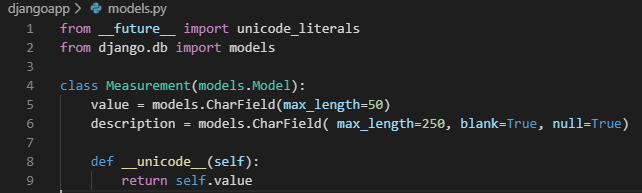 djangoapp > models.py
1 from __future__ import unicode_literals
2 from django.db import models
3
4 class Measurement(models.Model):
5     value = models.CharField(max_length=50)
6     description = models.CharField( max_length=250, blank=True, null=True)
7
8     def __unicode__(self):
9         return self.value